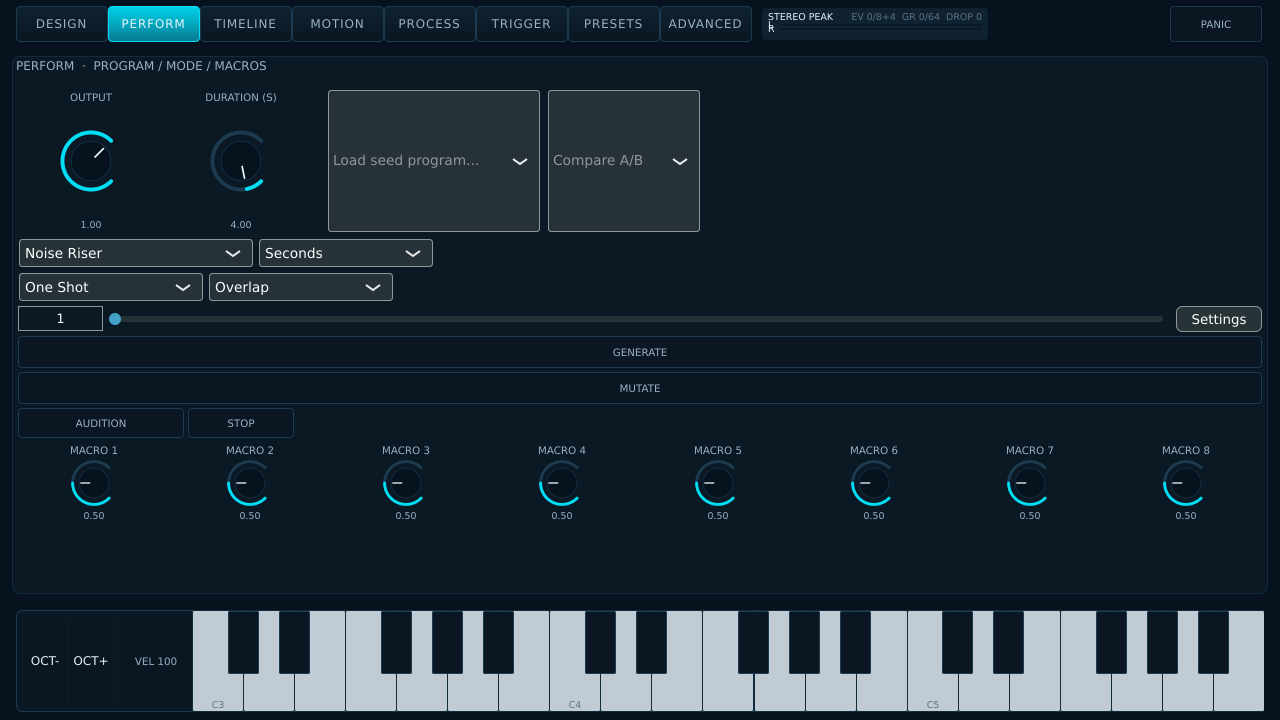 DESIGN PERFORM TIMELINE MOTION PROCESS TRIGGER PRESETS ADVANCED STEREO PEAK EV 0/8+4 GR 0/64 DROP 0 PANIC
L
R
PERFORM · PROGRAM / MODE / MACROS
OUTPUT DURATION (S)
Load seed program... Compare A/B
1.00 4.00
Noise Riser Seconds
One Shot Overlap
1 Settings
GENERATE
MUTATE
AUDITION STOP
MACRO 1 MACRO 2 MACRO 3 MACRO 4 MACRO 5 MACRO 6 MACRO 7 MACRO 8
0.50 0.50 0.50 0.50 0.50 0.50 0.50 0.50
OCT- OCT+ VEL 100
C3 C4 C5